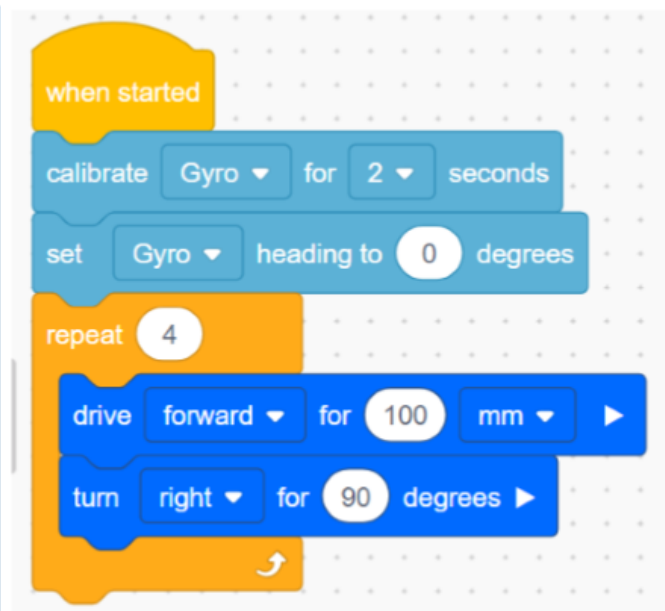 when started
calibrate Gyro for 2 seconds
set Gyro heading to 0 degrees
repeat 4
drive forward for 100 mm
turn right for 90 degrees